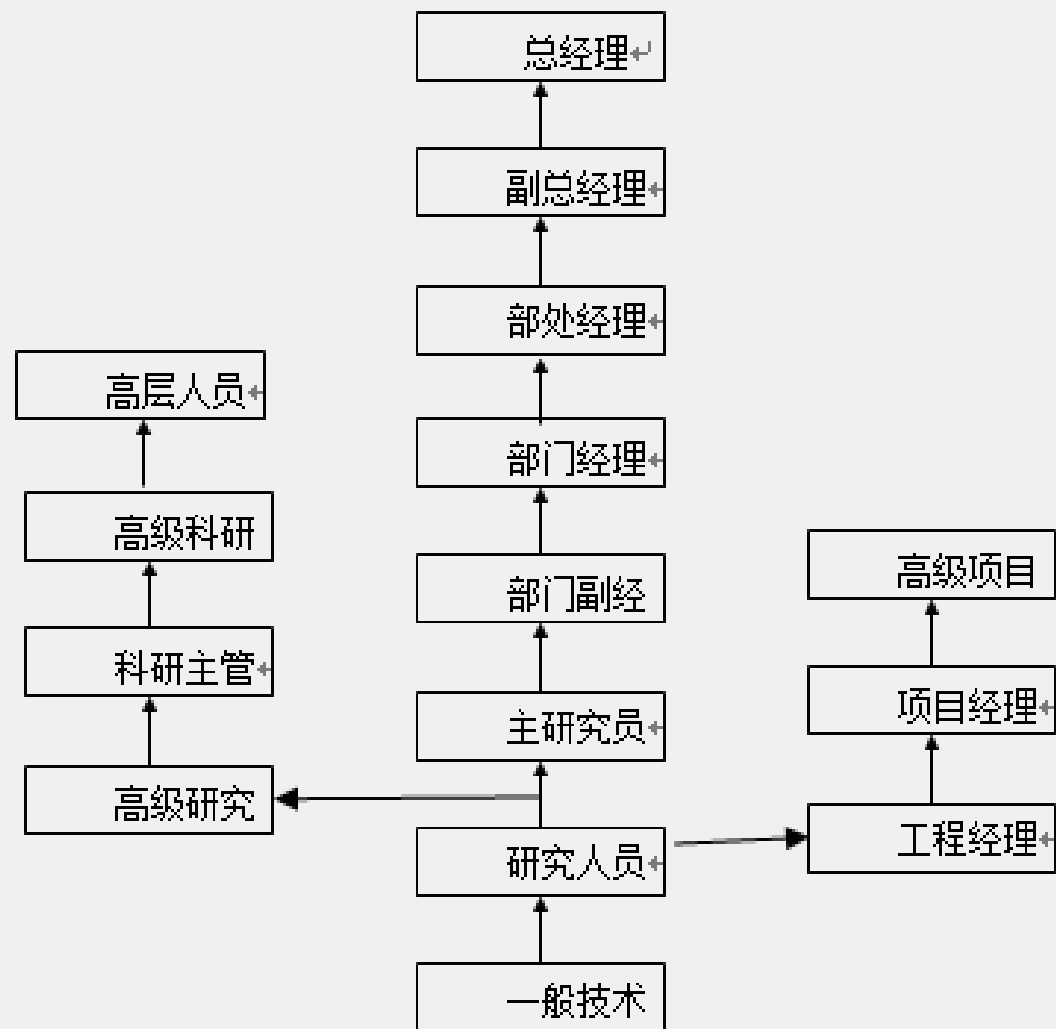 总经理
副总经理
部处经理
高层人员
部门经理
高级科研
高级项目
部门副经
科研主管
项目经理
主研究员
高级研究
工程经理
研究人员
一般技术